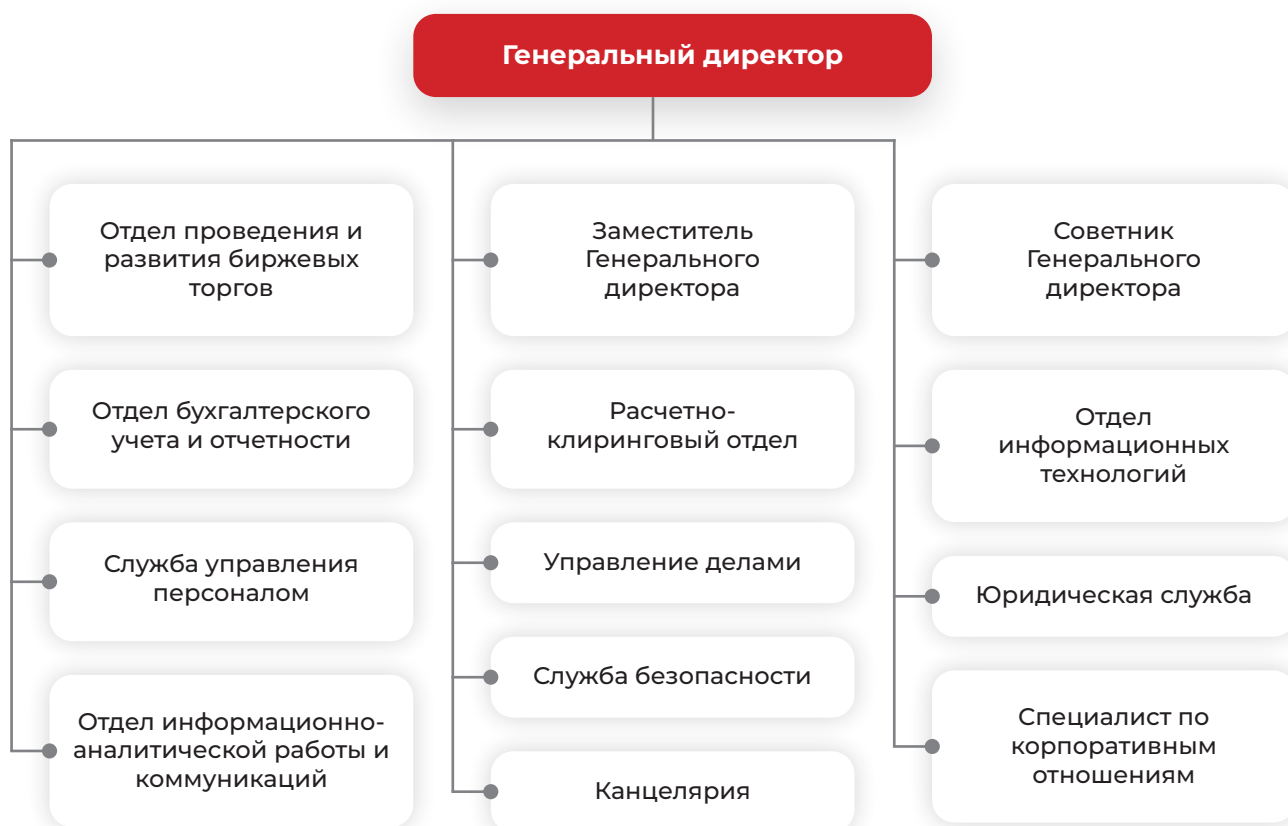 Генеральный директор
Отдел проведения и
развития биржевых
торгов
Отдел бухгалтерского
учета и отчетности
Служба управления
персоналом
Отдел информационно-
аналитической работы и
коммуникаций
Заместитель
Генерального
директора
Расчетно-
клиринговый отдел
Управление делами
Служба безопасности
Канцелярия
Советник
Генерального
директора
Отдел
информационных
технологий
Юридическая служба
Специалист по
корпоративным
отношениям